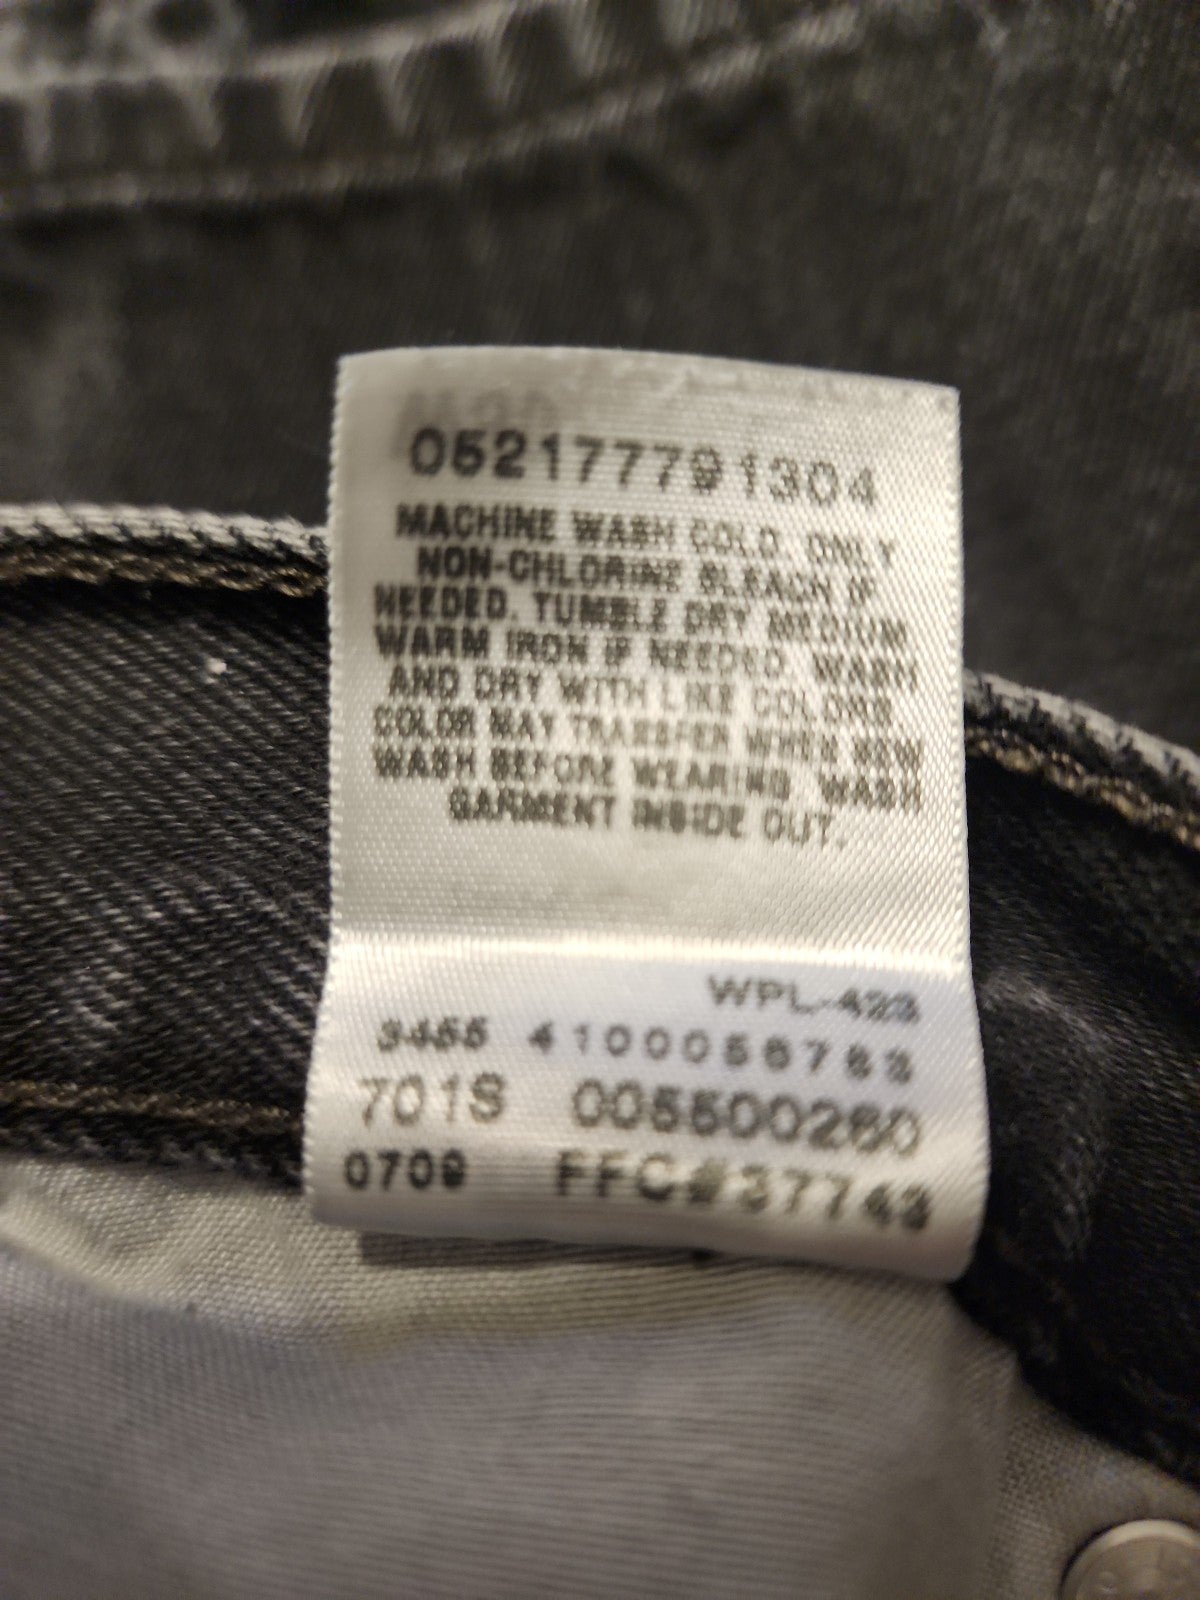 052177791304
MACHINE WASH COLD. ONLY
NON-CHLORINE BLEACH IF
NEEDED. TUMBLE DRY MEDIUM
WARM IRON IF NEEDED. WASH
AND DRY WITH LIKE COLORS.
COLOR MAY TRANSFER WHEN NEW
WASH BEFORE WEARING. WASH
GARMENT INSIDE OUT.
WPL-423
3455 4100056783
701S 005500260
0709 FFC#37743